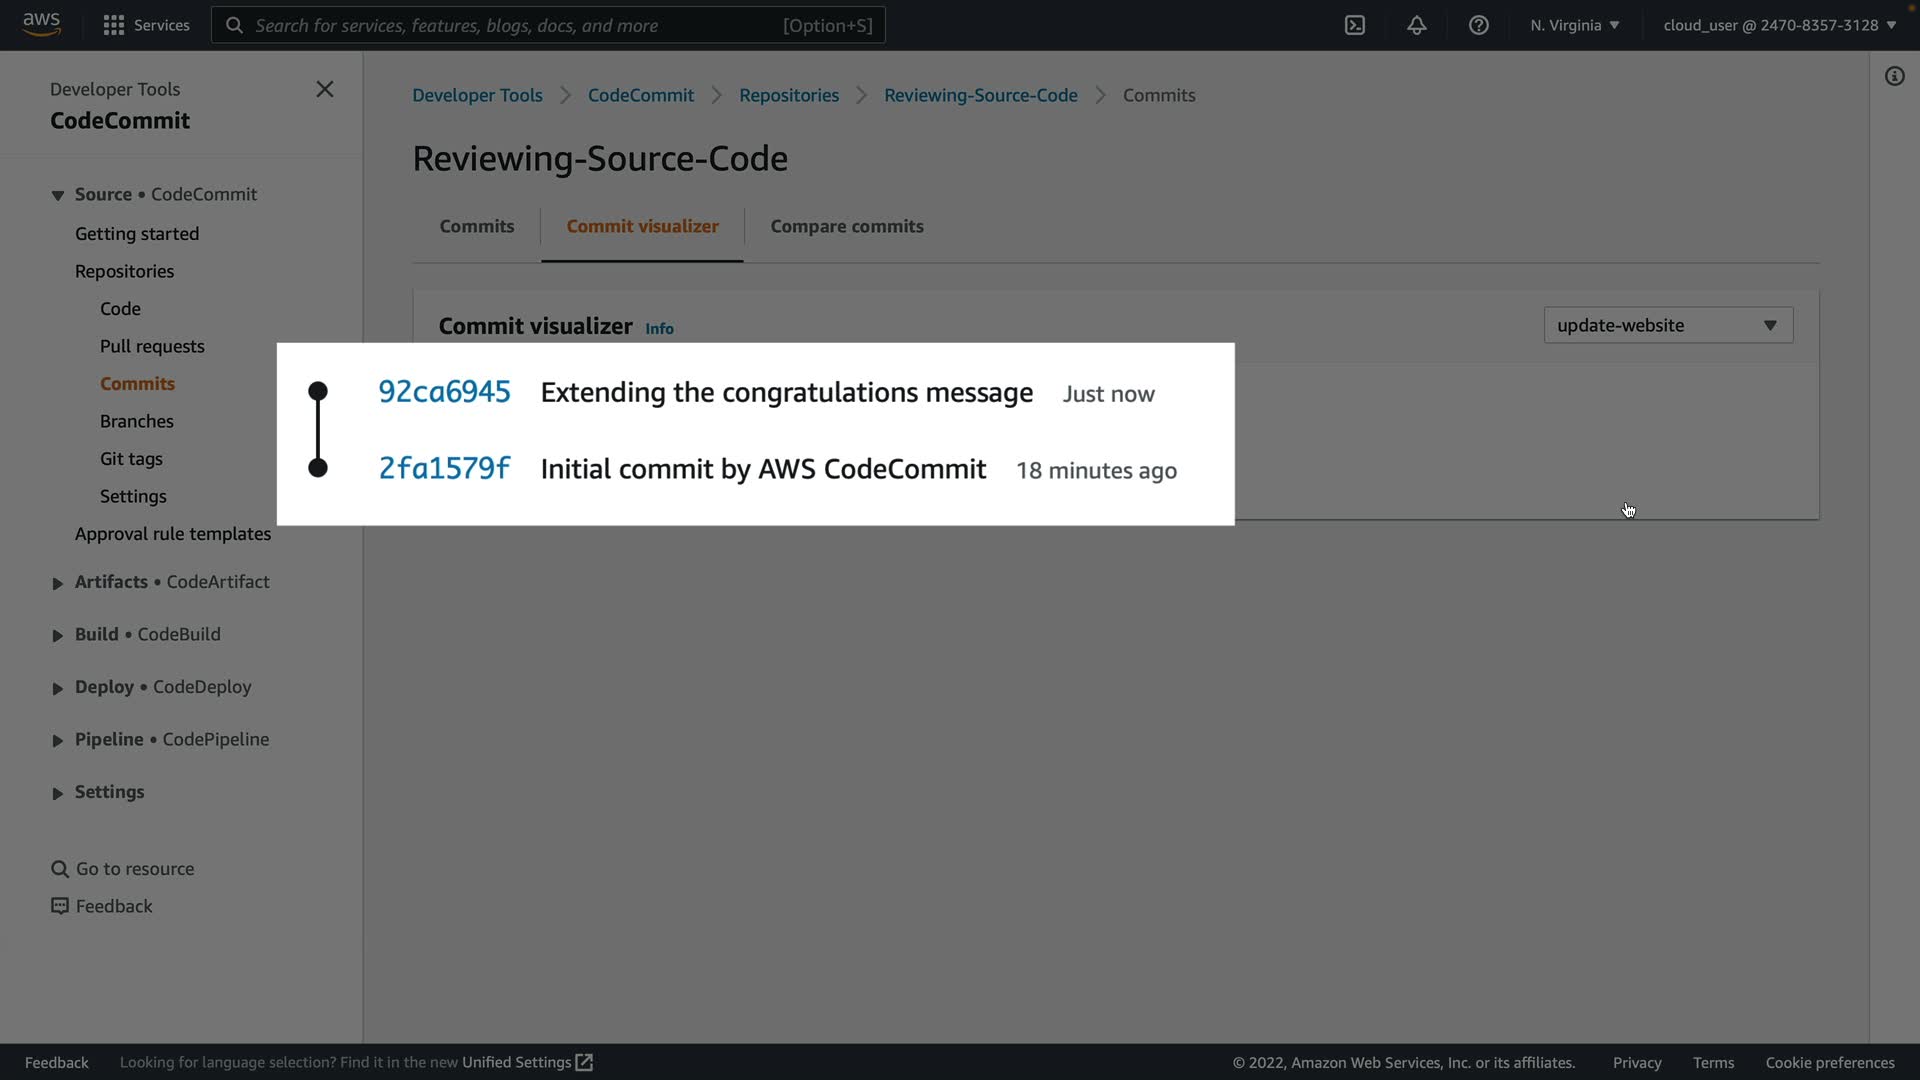 aws
Services
Search for services, features, blogs, docs, and more
[Option+S]
N. Virginia
cloud_user @ 2470-8357-3128
Developer Tools
CodeCommit
Source • CodeCommit
Getting started
Repositories
Code
Pull requests
Commits
Branches
Git tags
Settings
Approval rule templates
Artifacts • CodeArtifact
Build • CodeBuild
Deploy • CodeDeploy
Pipeline • CodePipeline
Settings
Go to resource
Feedback
Developer Tools CodeCommit Repositories Reviewing-Source-Code Commits
Reviewing-Source-Code
Commits Commit visualizer Compare commits
Commit visualizer Info
update-website
92ca6945 Extending the congratulations message Just now
2fa1579f Initial commit by AWS CodeCommit 18 minutes ago
Feedback Looking for language selection? Find it in the new Unified Settings
© 2022, Amazon Web Services, Inc. or its affiliates. Privacy Terms Cookie preferences